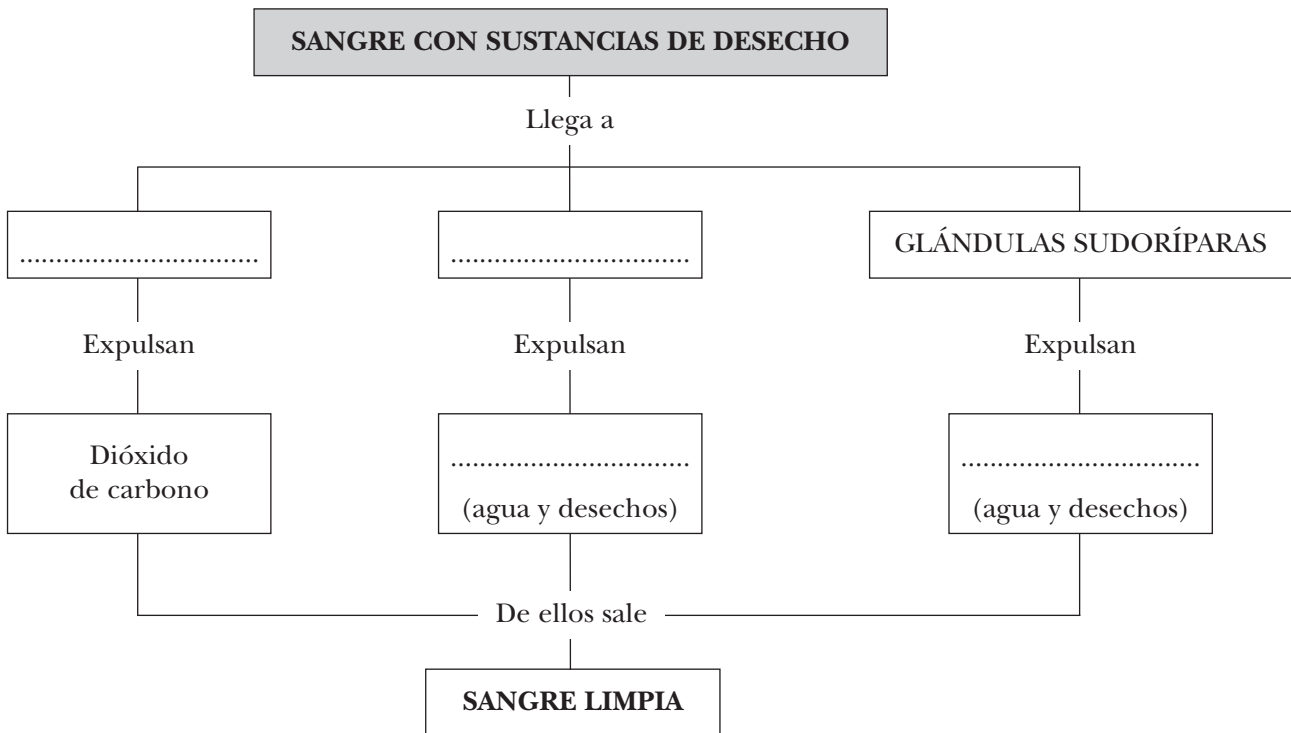 SANGRE CON SUSTANCIAS DE DESECHO
Llega a
.................................
.................................
GLÁNDULAS SUDORÍPARAS
Expulsan
Expulsan
Expulsan
Dióxido
de carbono
.................................
(agua y desechos)
.................................
(agua y desechos)
De ellos sale
SANGRE LIMPIA